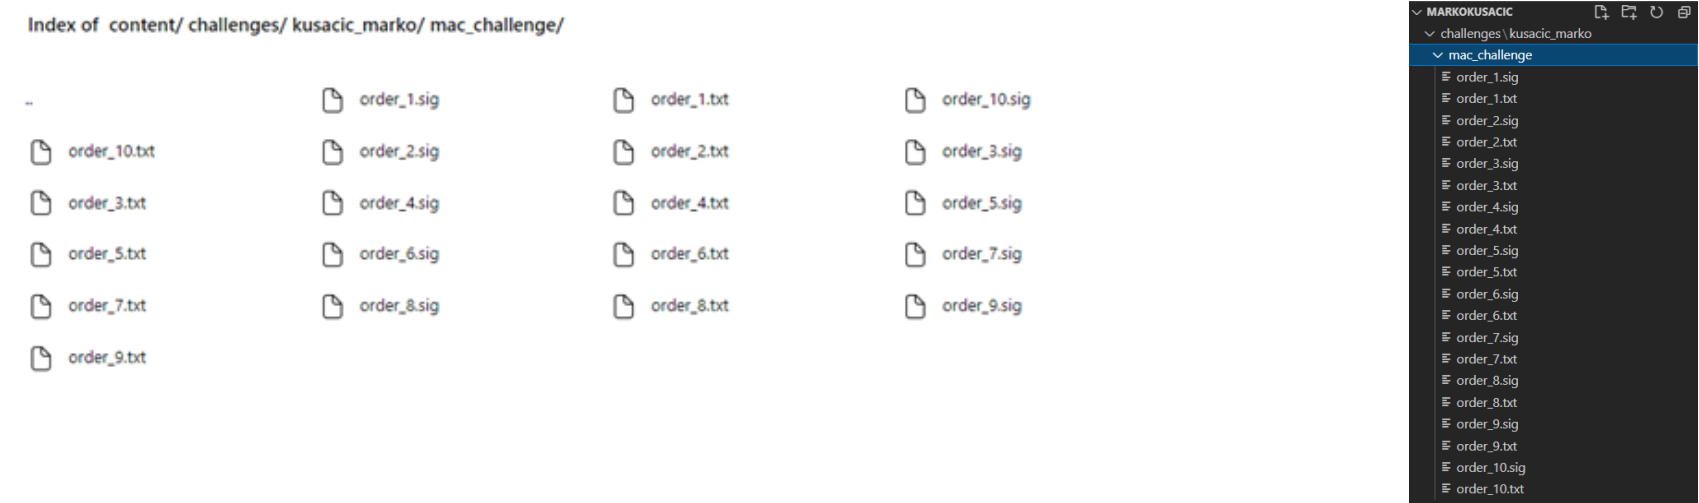 Index of content/ challenges/ kusacic_marko/ mac_challenge/
.. order_1.sig order_1.txt order_10.sig
order_10.txt order_2.sig order_2.txt order_3.sig
order_3.txt order_4.sig order_4.txt order_5.sig
order_5.txt order_6.sig order_6.txt order_7.sig
order_7.txt order_8.sig order_8.txt order_9.sig
order_9.txt
MARKOKUSACIC
challenges\kusacic_marko
mac_challenge
order_1.sig
order_1.txt
order_2.sig
order_2.txt
order_3.sig
order_3.txt
order_4.sig
order_4.txt
order_5.sig
order_5.txt
order_6.sig
order_6.txt
order_7.sig
order_7.txt
order_8.sig
order_8.txt
order_9.sig
order_9.txt
order_10.sig
order_10.txt